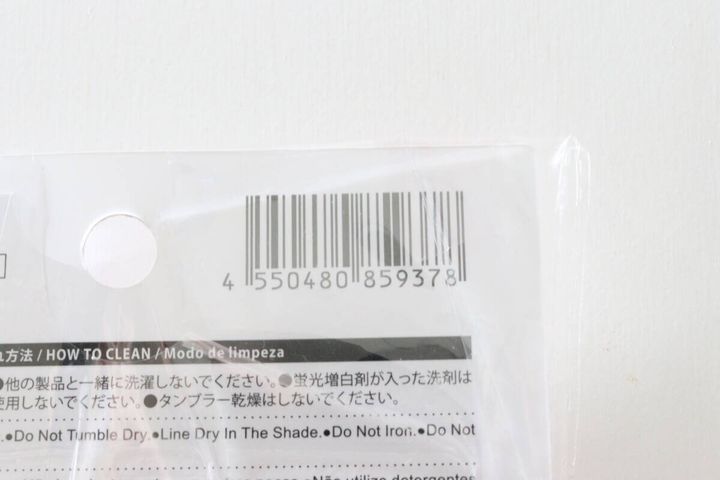 4 550480 859378
方法 / HOW TO CLEAN / Modo de limpeza
●他の製品と一緒に洗濯しないでください。●蛍光増白剤が入った洗剤は
使用しないでください。●タンブラー乾燥はしないでください。
.●Do Not Tumble Dry.●Line Dry In The Shade.●Do Not Iron.●Do Not
●Não utilize detergentes